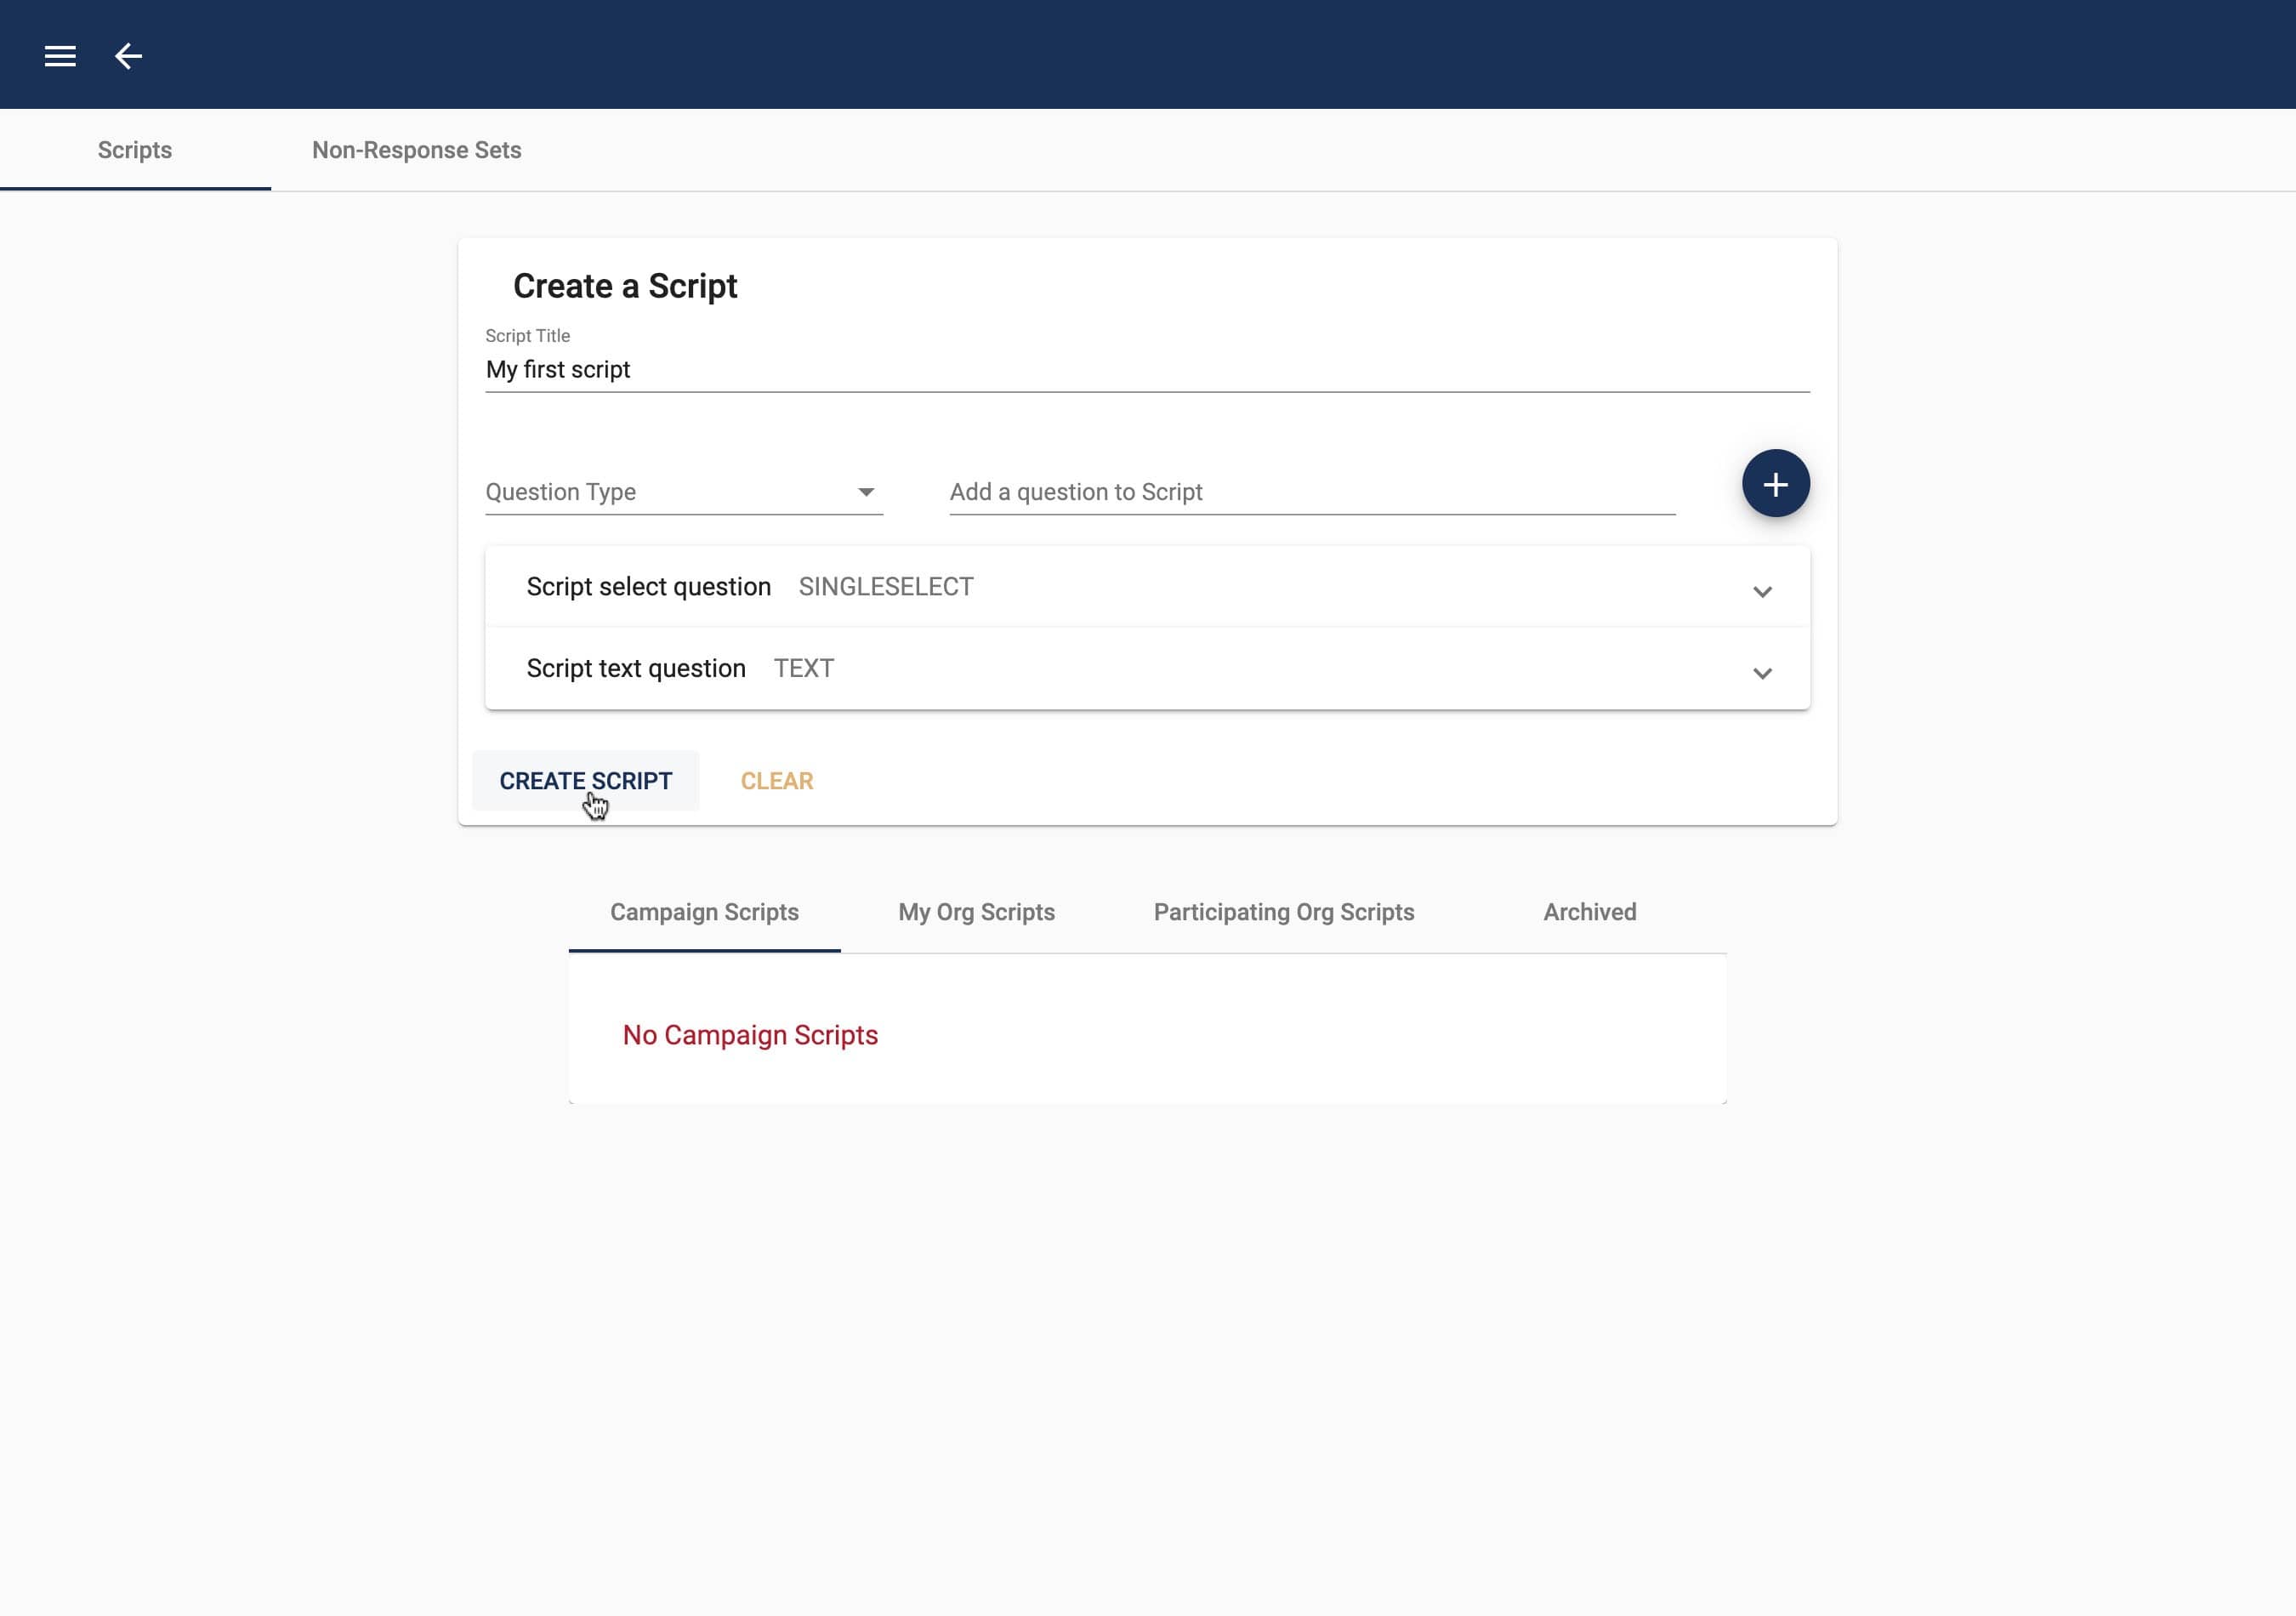 Scripts Non-Response Sets
Create a Script
Script Title
My first script
Question Type Add a question to Script
Script select question SINGLESELECT
Script text question TEXT
CREATE SCRIPT CLEAR
Campaign Scripts My Org Scripts Participating Org Scripts Archived
No Campaign Scripts